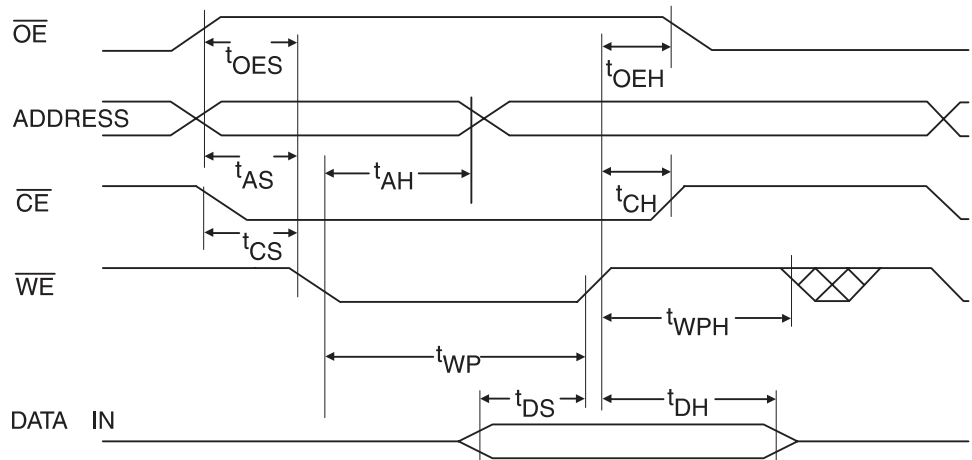 OE
tOES
tOEH
ADDRESS
tAS
tAH
CE
tCH
tCS
WE
tWPH
tWP
tDS
tDH
DATA IN